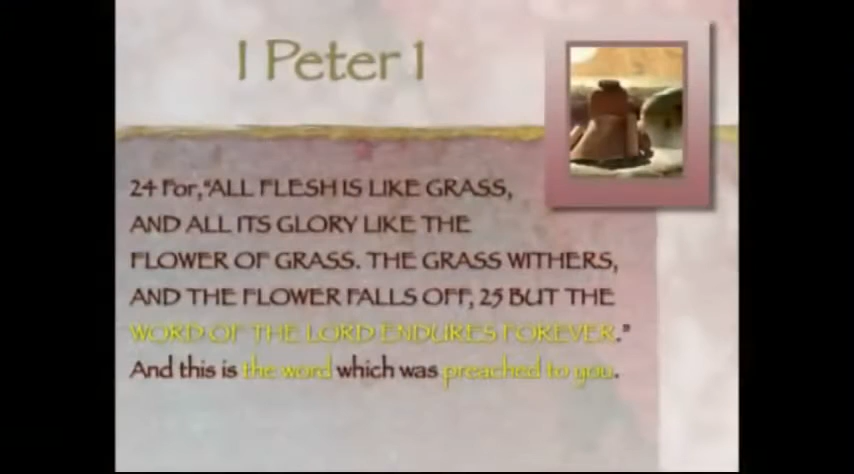 I Peter 1
24 For, "ALL FLESH IS LIKE GRASS,
AND ALL ITS GLORY LIKE THE
FLOWER OF GRASS. THE GRASS WITHERS,
AND THE FLOWER FALLS OFF, 25 BUT THE
WORD OF THE LORD ENDURES FOREVER."
And this is the word which was preached to you.